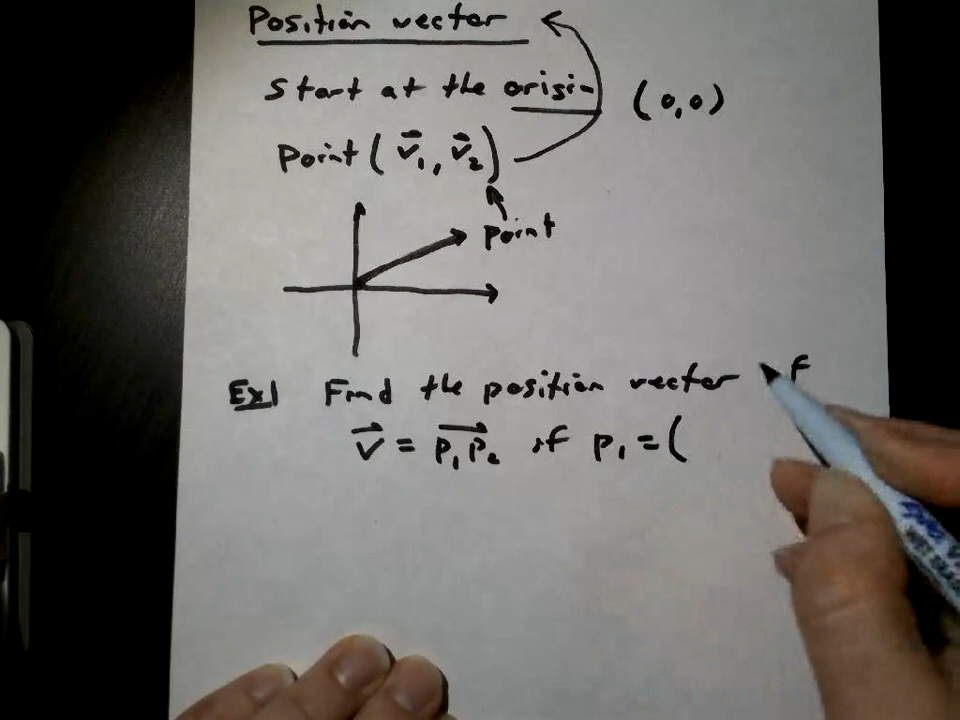 Position vector
Start at the origin (0,0)
Point (v⃗₁, v⃗₂)
Point
Ex1 Find the position vector of
v⃗ = P₁P₂⃗ if P₁ = (